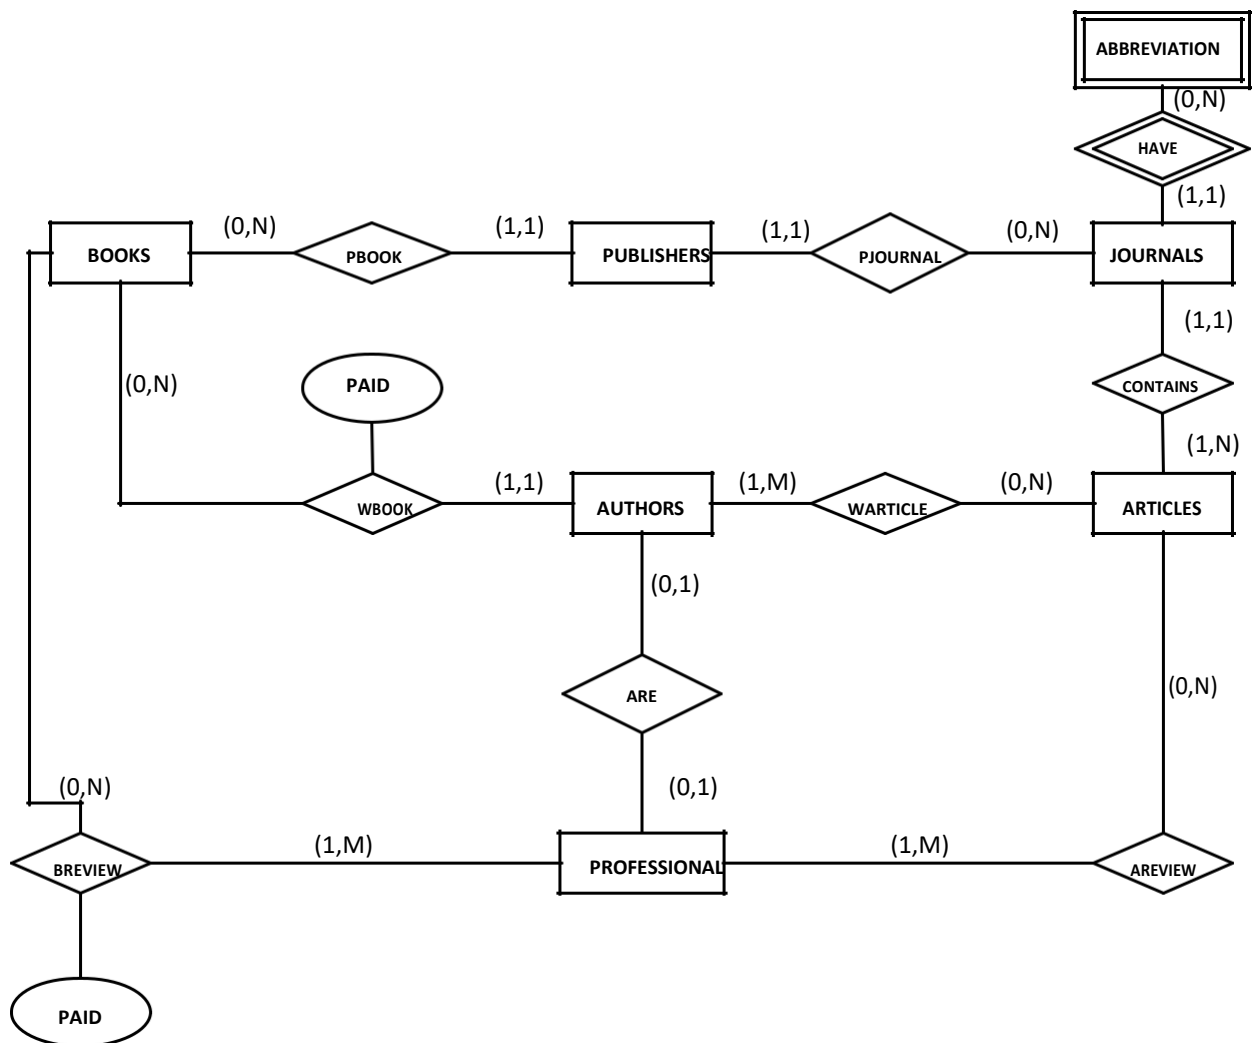 ABBREVIATION
(0,N)
HAVE
(1,1)
(0,N)
(1,1)
(1,1)
(0,N)
BOOKS
PBOOK
PUBLISHERS
PJOURNAL
JOURNALS
(1,1)
(0,N)
PAID
CONTAINS
(1,N)
(1,1)
(1,M)
(0,N)
WBOOK
AUTHORS
WARTICLE
ARTICLES
(0,1)
ARE
(0,N)
(0,N)
(0,1)
(1,M)
(1,M)
BREVIEW
PROFESSIONAL
AREVIEW
PAID